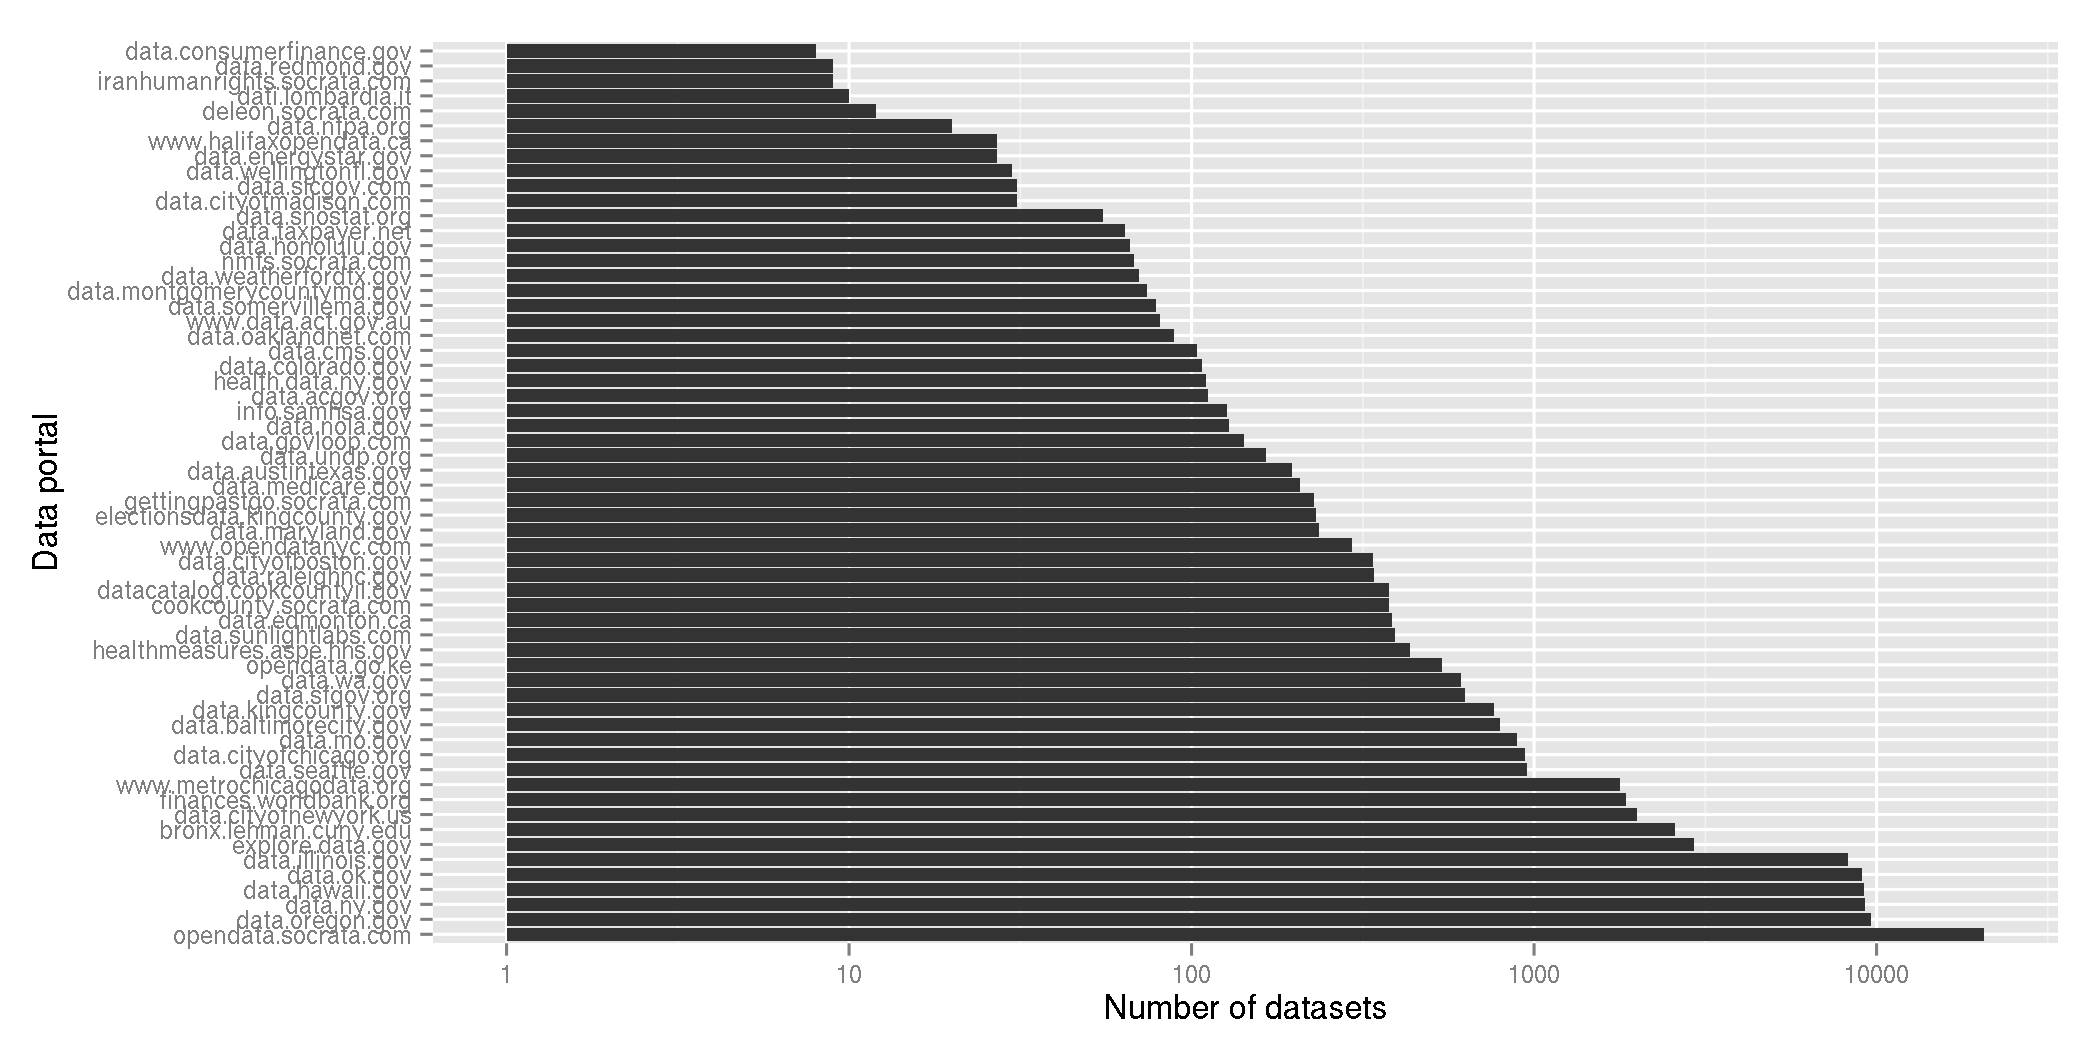 data.consumerfinance.gov
data.redmond.gov
iranhumanrights.socrata.com
dati.lombardia.it
deleon.socrata.com
data.nfpa.org
www.halifaxopendata.ca
data.energystar.gov
data.wellingtonfl.gov
data.slcgov.com
data.cityofmadison.com
data.snostat.org
data.taxpayer.net
data.honolulu.gov
nmfs.socrata.com
data.weatherfordtx.gov
data.montgomerycountymd.gov
data.somervillema.gov
www.data.act.gov.au
data.oaklandnet.com
data.cms.gov
data.colorado.gov
health.data.ny.gov
data.acgov.org
info.samhsa.gov
data.nola.gov
data.govloop.com
data.undp.org
data.austintexas.gov
data.medicare.gov
gettingpastgo.socrata.com
electionsdata.kingcounty.gov
data.maryland.gov
www.opendatanyc.com
data.cityofboston.gov
data.raleighnc.gov
datacatalog.cookcountyil.gov
cookcounty.socrata.com
data.edmonton.ca
data.sunlightlabs.com
healthmeasures.aspe.hhs.gov
opendata.go.ke
data.wa.gov
data.sfgov.org
data.kingcounty.gov
data.baltimorecity.gov
data.mo.gov
data.cityofchicago.org
data.seattle.gov
www.metrochicagodata.org
finances.worldbank.org
data.cityofnewyork.us
bronx.lehman.cuny.edu
explore.data.gov
data.illinois.gov
data.ok.gov
data.hawaii.gov
data.ny.gov
data.oregon.gov
opendata.socrata.com
Data portal
1 10 100 1000 10000
Number of datasets